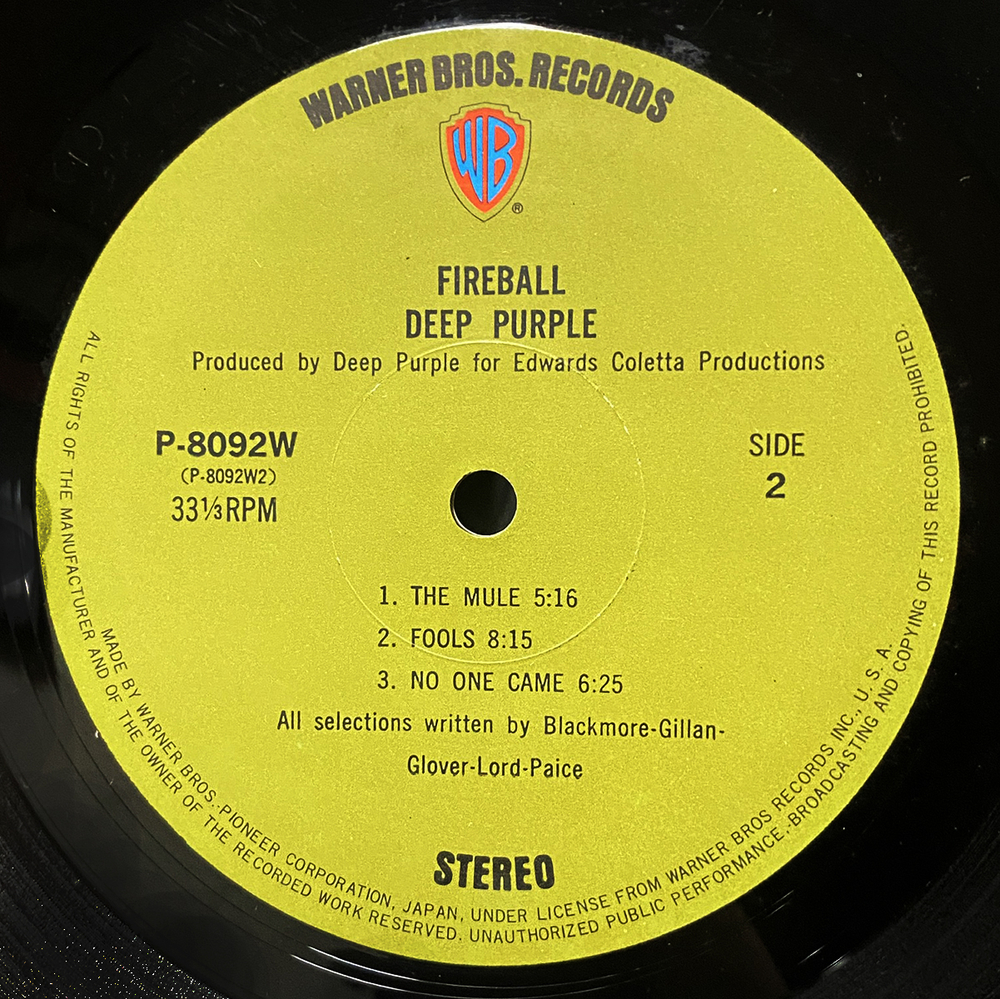 WARNER BROS. RECORDS
WB
®
FIREBALL
DEEP PURPLE
Produced by Deep Purple for Edwards Coletta Productions
P-8092W
(P-8092W2)
33⅓RPM
SIDE
2
1. THE MULE 5:16
2. FOOLS 8:15
3. NO ONE CAME 6:25
All selections written by Blackmore-Gillan-
Glover-Lord-Paice
STEREO
MADE BY WARNER BROS.-PIONEER CORPORATION, JAPAN, UNDER LICENSE FROM WARNER BROS RECORDS INC., U. S. A.
ALL RIGHTS OF THE MANUFACTURER AND OF THE OWNER OF THE RECORDED WORK RESERVED. UNAUTHORIZED PUBLIC PERFORMANCE, BROADCASTING AND COPYING OF THIS RECORD PROHIBITED.